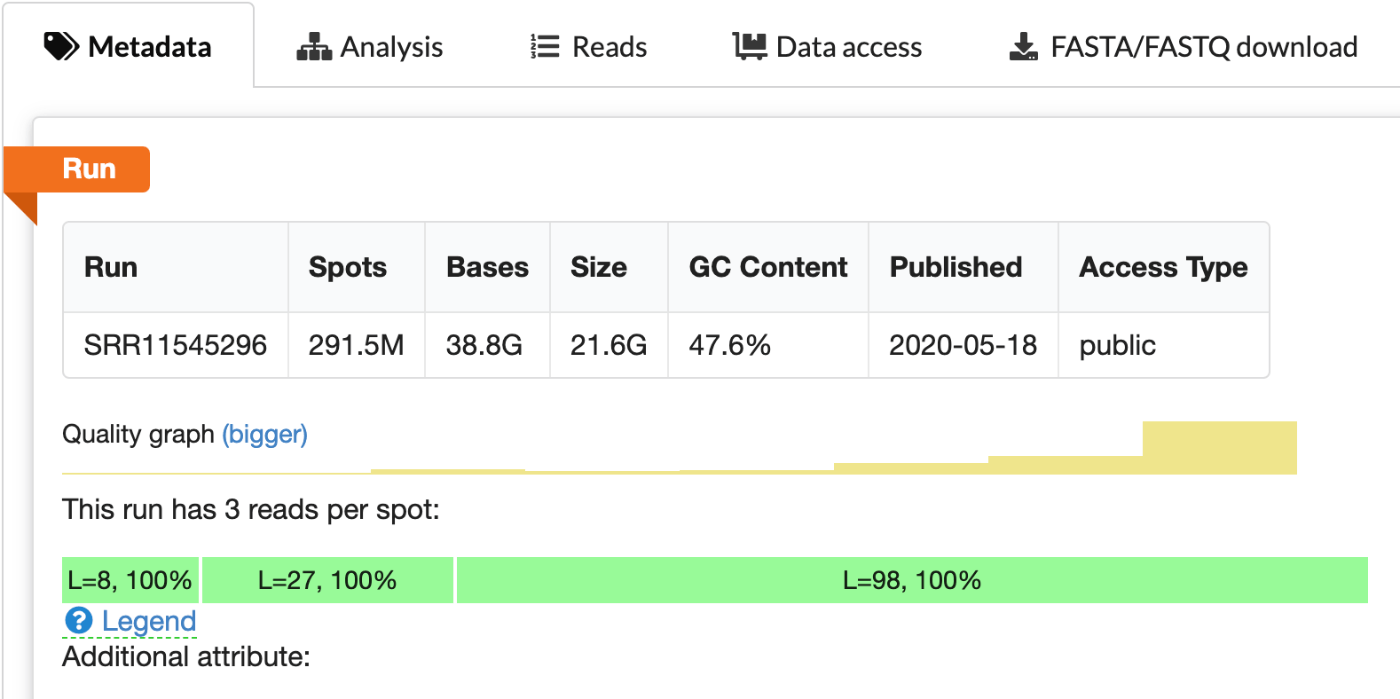 Metadata Analysis Reads Data access FASTA/FASTQ download
Run
Run Spots Bases Size GC Content Published Access Type
SRR11545296 291.5M 38.8G 21.6G 47.6% 2020-05-18 public
Quality graph (bigger)
This run has 3 reads per spot:
L=8, 100% L=27, 100% L=98, 100%
? Legend
Additional attribute: